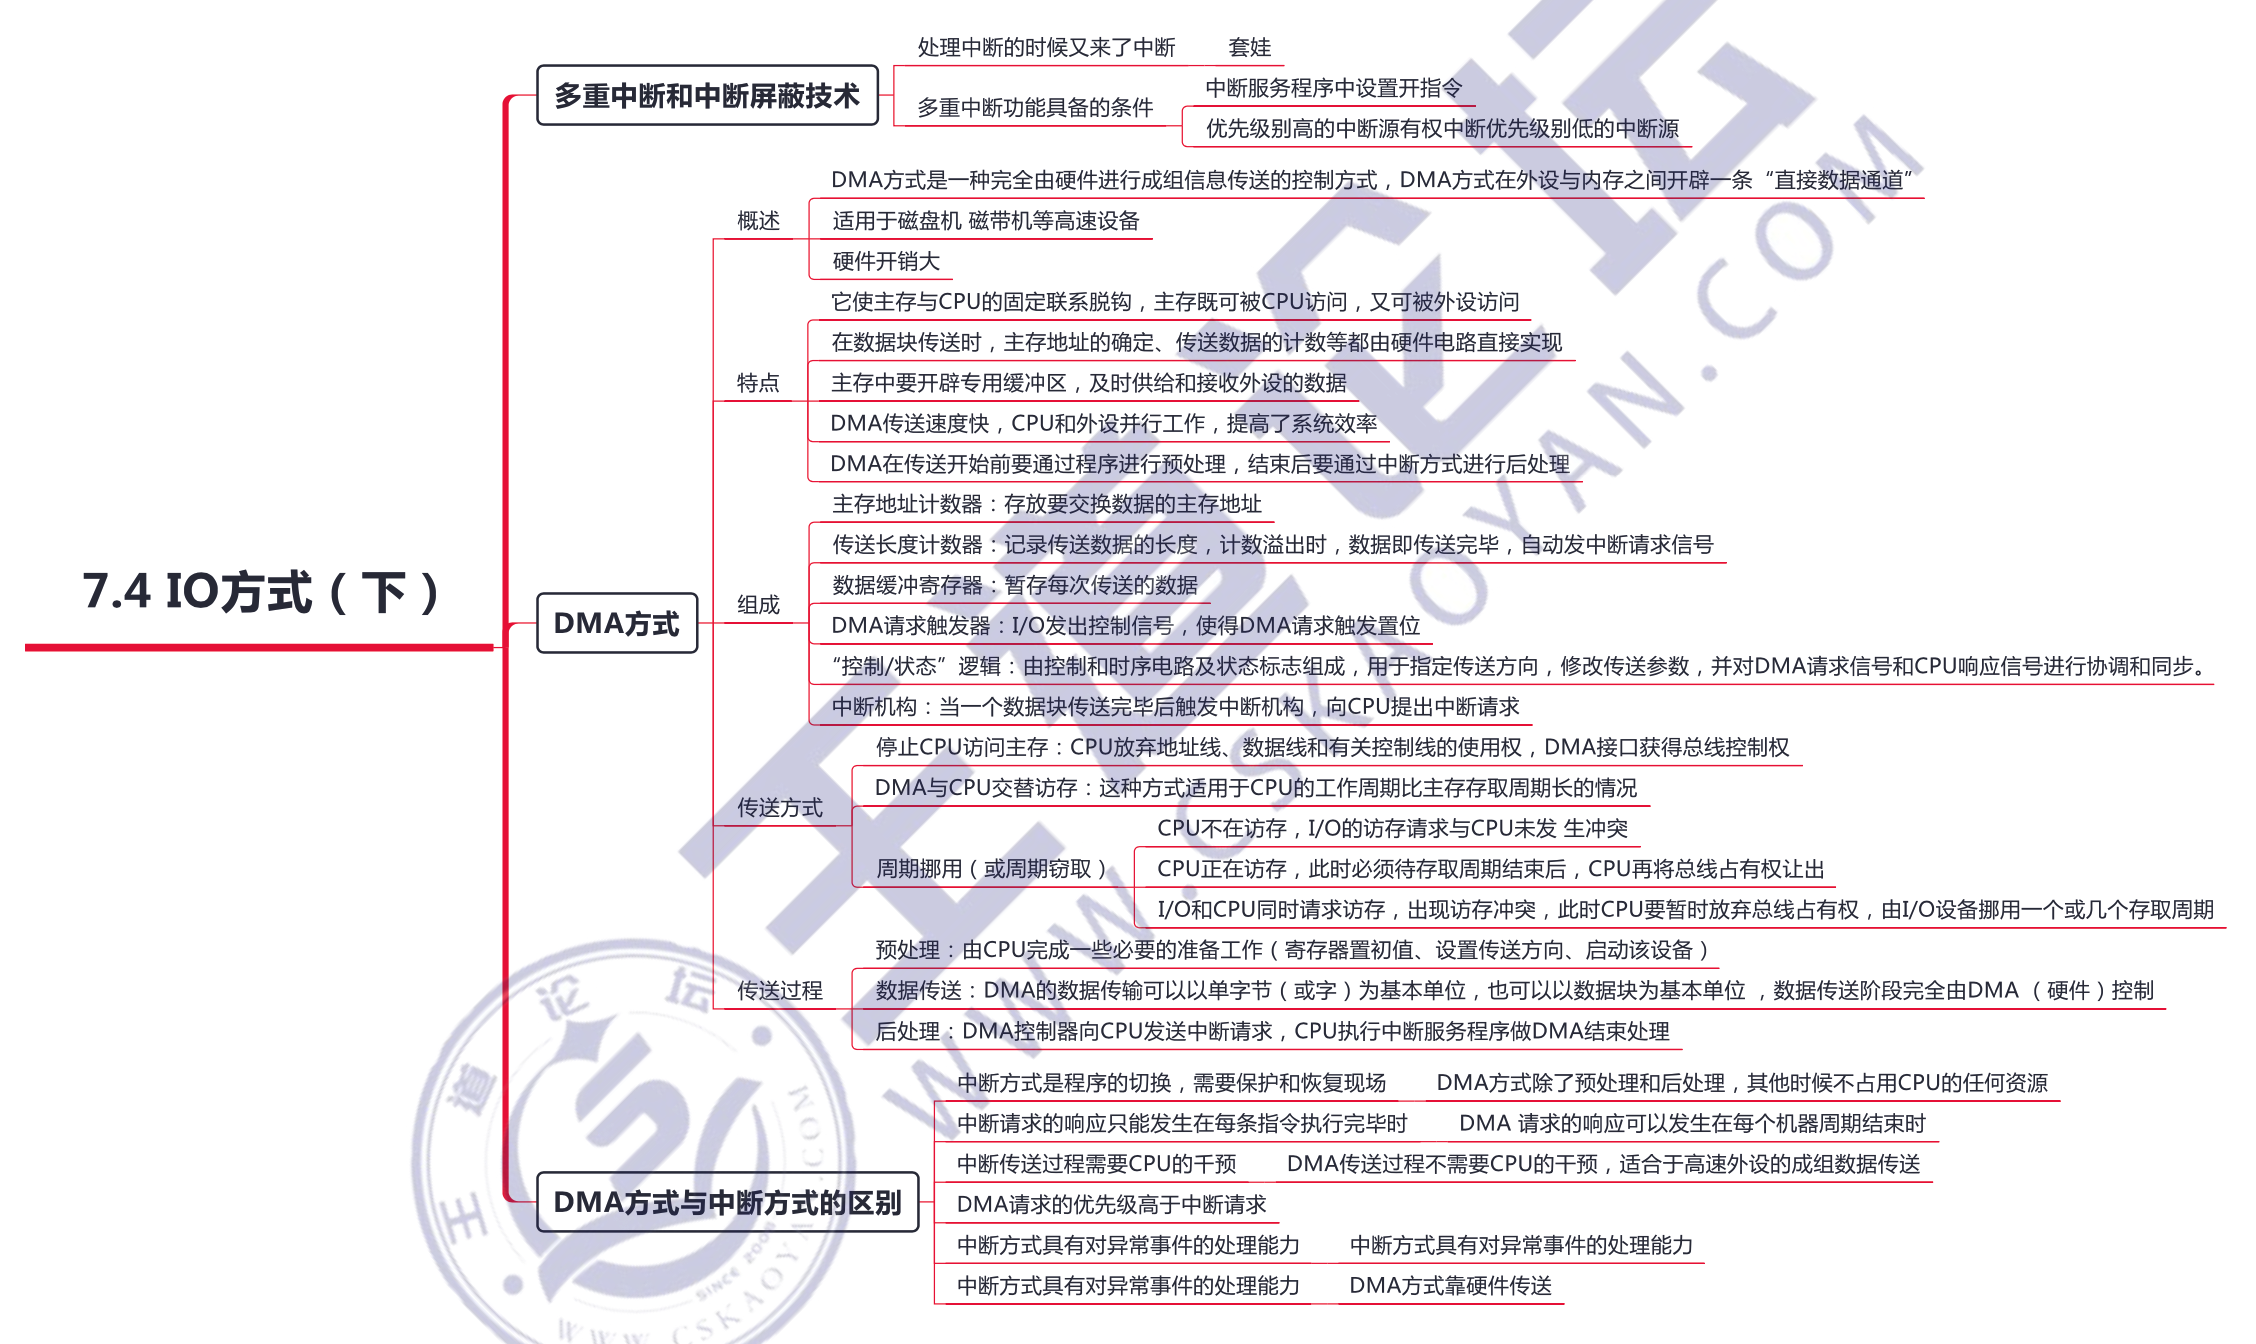 处理中断的时候又来了中断 套娃
多重中断和中断屏蔽技术
中断服务程序中设置开指令
多重中断功能具备的条件
优先级别高的中断源有权中断优先级别低的中断源
DMA方式是一种完全由硬件进行成组信息传送的控制方式，DMA方式在外设与内存之间开辟一条“直接数据通道”
概述
适用于磁盘机 磁带机等高速设备
硬件开销大
它使主存与CPU的固定联系脱钩，主存既可被CPU访问，又可被外设访问
在数据块传送时，主存地址的确定、传送数据的计数等都由硬件电路直接实现
特点
主存中要开辟专用缓冲区，及时供给和接收外设的数据
DMA传送速度快，CPU和外设并行工作，提高了系统效率
DMA在传送开始前要通过程序进行预处理，结束后要通过中断方式进行后处理
主存地址计数器：存放要交换数据的主存地址
传送长度计数器：记录传送数据的长度，计数溢出时，数据即传送完毕，自动发中断请求信号
7.4 IO方式（下）
数据缓冲寄存器：暂存每次传送的数据
组成
DMA方式
DMA请求触发器：I/O发出控制信号，使得DMA请求触发置位
“控制/状态”逻辑：由控制和时序电路及状态标志组成，用于指定传送方向，修改传送参数，并对DMA请求信号和CPU响应信号进行协调和同步。
中断机构：当一个数据块传送完毕后触发中断机构，向CPU提出中断请求
停止CPU访问主存：CPU放弃地址线、数据线和有关控制线的使用权，DMA接口获得总线控制权
DMA与CPU交替访存：这种方式适用于CPU的工作周期比主存存取周期长的情况
传送方式
CPU不在访存，I/O的访存请求与CPU未发 生冲突
周期挪用（或周期窃取）
CPU正在访存，此时必须待存取周期结束后，CPU再将总线占有权让出
I/O和CPU同时请求访存，出现访存冲突，此时CPU要暂时放弃总线占有权，由I/O设备挪用一个或几个存取周期
预处理：由CPU完成一些必要的准备工作（寄存器置初值、设置传送方向、启动该设备）
传送过程
数据传送：DMA的数据传输可以以单字节（或字）为基本单位，也可以以数据块为基本单位 ，数据传送阶段完全由DMA （硬件）控制
后处理：DMA控制器向CPU发送中断请求，CPU执行中断服务程序做DMA结束处理
中断方式是程序的切换，需要保护和恢复现场 DMA方式除了预处理和后处理，其他时候不占用CPU的任何资源
中断请求的响应只能发生在每条指令执行完毕时 DMA 请求的响应可以发生在每个机器周期结束时
中断传送过程需要CPU的干预 DMA传送过程不需要CPU的干预，适合于高速外设的成组数据传送
DMA方式与中断方式的区别
DMA请求的优先级高于中断请求
中断方式具有对异常事件的处理能力 中断方式具有对异常事件的处理能力
中断方式具有对异常事件的处理能力 DMA方式靠硬件传送
王道论坛
WWW.CSKAOYAN.COM
王道论坛
SINCE 2008
WWW.CSKAOYAN.COM